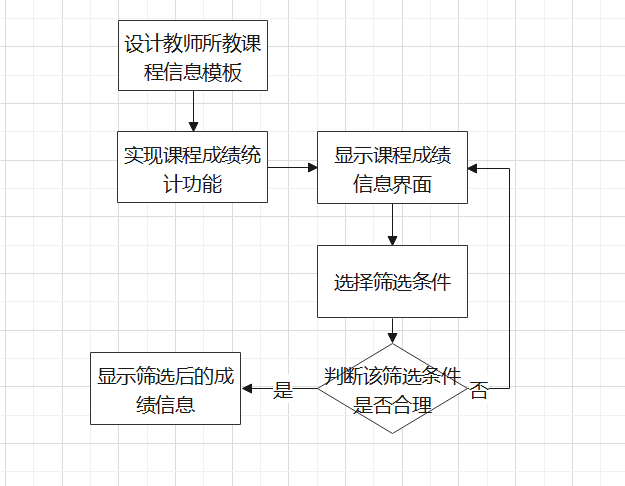 设计教师所教课
程信息模板
实现课程成绩统
计功能
显示课程成绩
信息界面
选择筛选条件
判断该筛选条件
是否合理
是
否
显示筛选后的成
绩信息